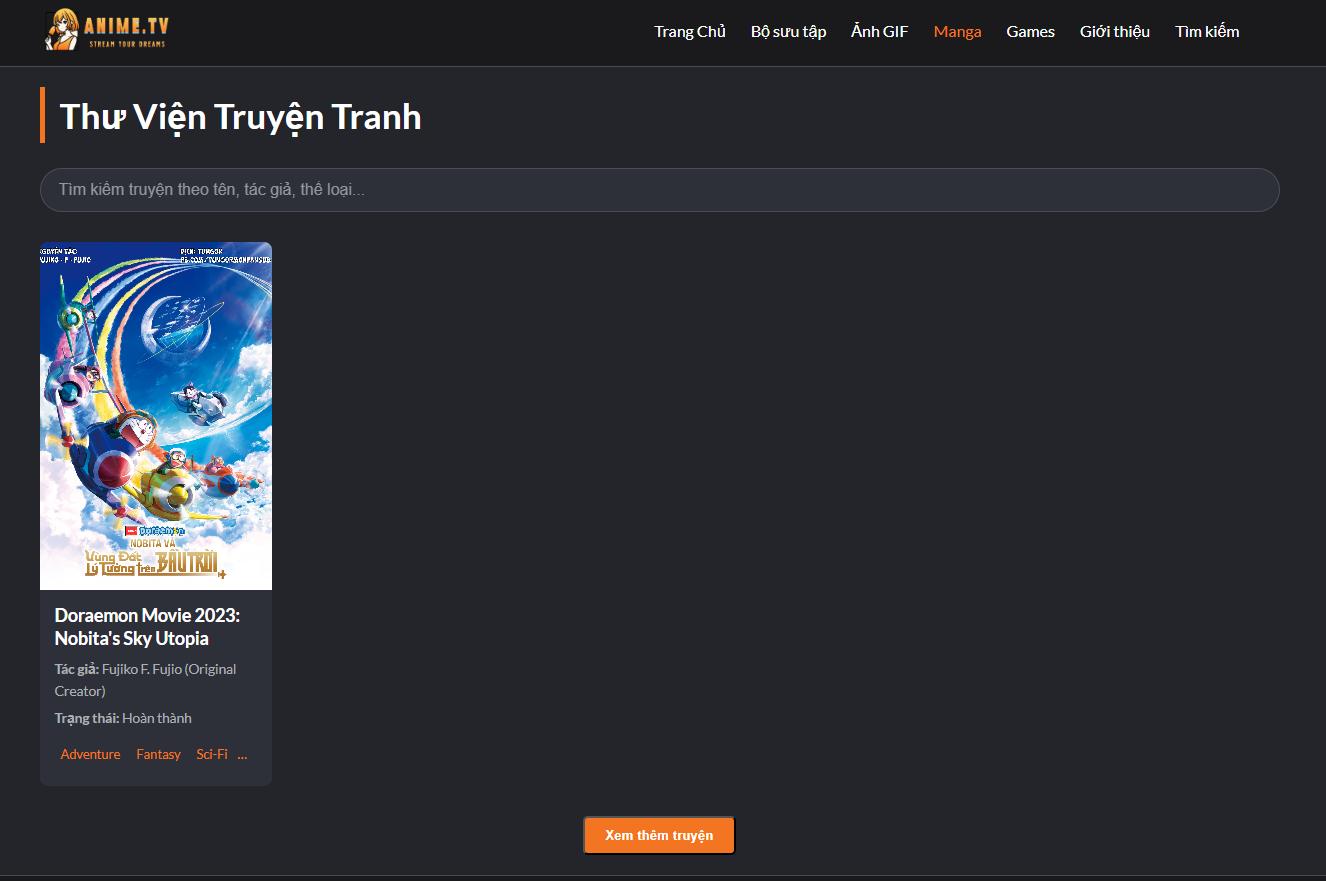 ANIME.TV
STREAM YOUR DREAMS
Trang Chủ
Bộ sưu tập
Ảnh GIF
Manga
Games
Giới thiệu
Tìm kiếm
Thư Viện Truyện Tranh
Tìm kiếm truyện theo tên, tác giả, thể loại...
DỊCH: TUNGSOK
Doraemon
NOBITA VÀ
Vùng Đất
Lý Tưởng trên BẦU TRỜI
Doraemon Movie 2023:
Nobita's Sky Utopia
Tác giả: Fujiko F. Fujio (Original
Creator)
Trạng thái: Hoàn thành
Adventure Fantasy Sci-Fi ...
Xem thêm truyện